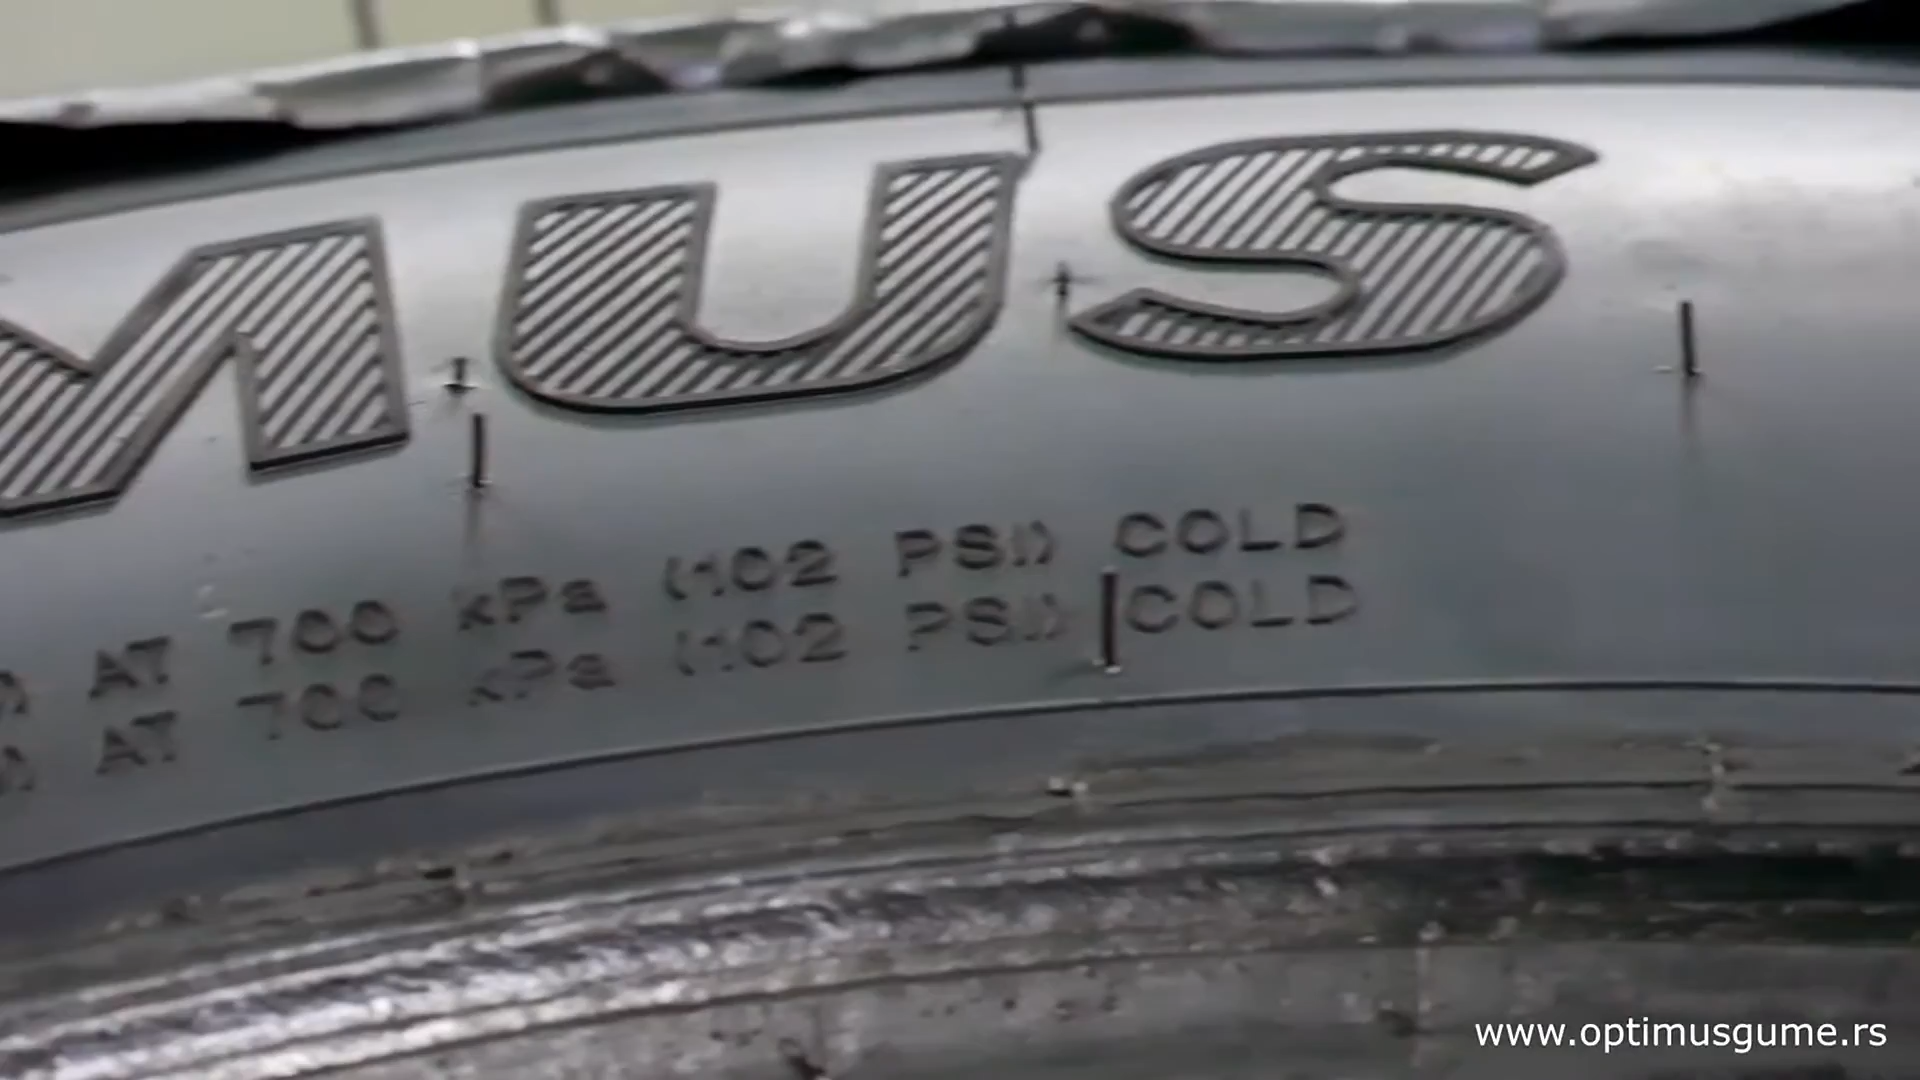 MUS
) AT 700 kPa (102 PSI) COLD
) AT 700 kPa (102 PSI) COLD
www.optimusgume.rs